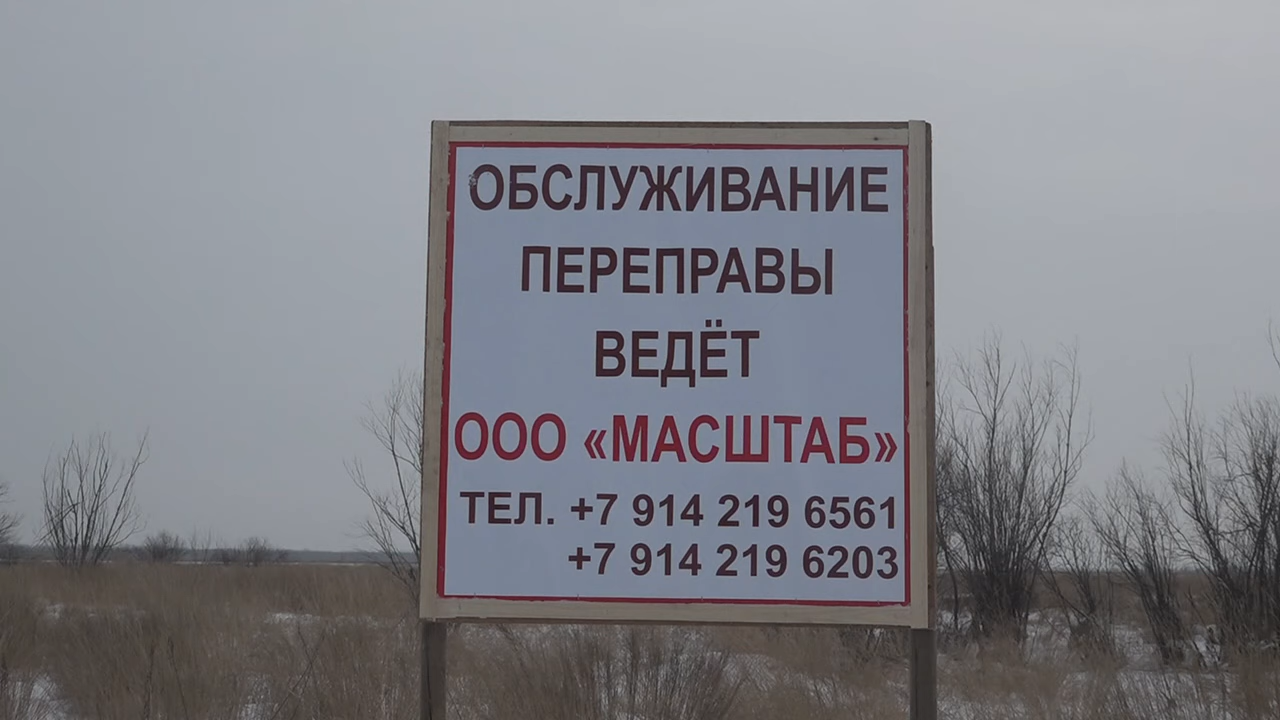 ОБСЛУЖИВАНИЕ
ПЕРЕПРАВЫ
ВЕДЁТ
ООО «МАСШТАБ»
ТЕЛ. +7 914 219 6561
+7 914 219 6203